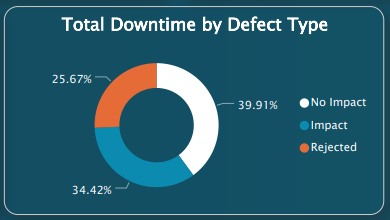 Total Downtime by Defect Type
25.67%
39.91%
34.42%
No Impact
Impact
Rejected